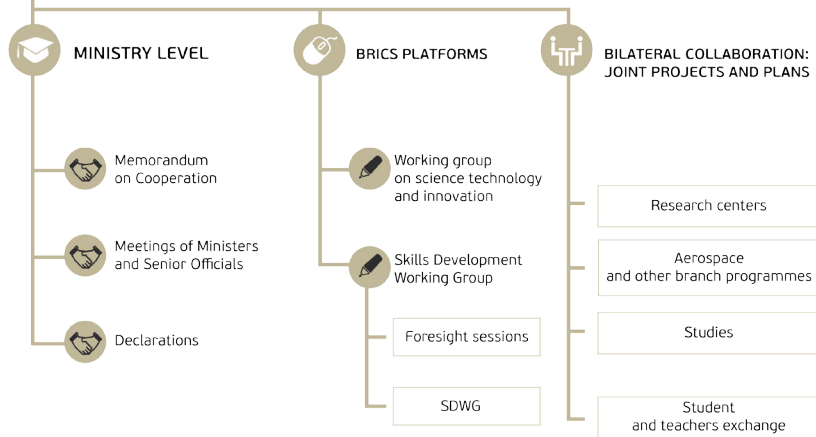 MINISTRY LEVEL
Memorandum
on Cooperation
Meetings of Ministers
and Senior Officials
Declarations
BRICS PLATFORMS
Working group
on science technology
and innovation
Skills Development
Working Group
Foresight sessions
SDWG
BILATERAL COLLABORATION:
JOINT PROJECTS AND PLANS
Research centers
Aerospace
and other branch programmes
Studies
Student
and teachers exchange